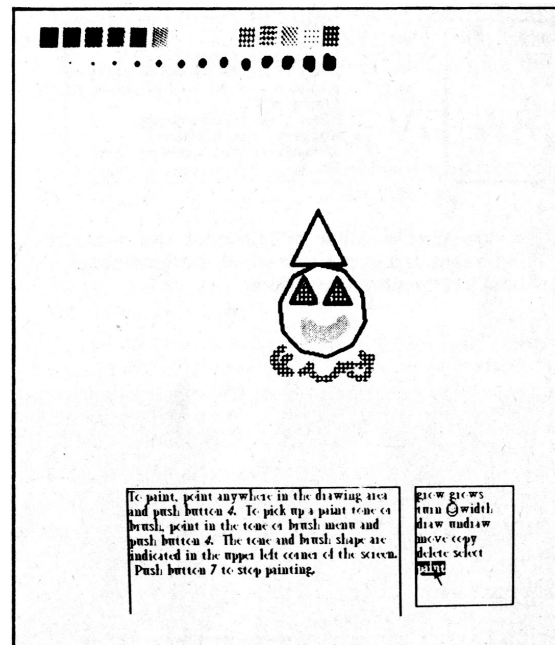 To paint, point anywhere in the drawing area
and push button 4. To pick up a paint tone or
brush, point in the tone or brush menu and
push button 4. The tone and brush shape are
indicated in the upper left corner of the screen.
Push button 7 to stop painting.
grow grows
turn width
draw undraw
move copy
delete select
paint